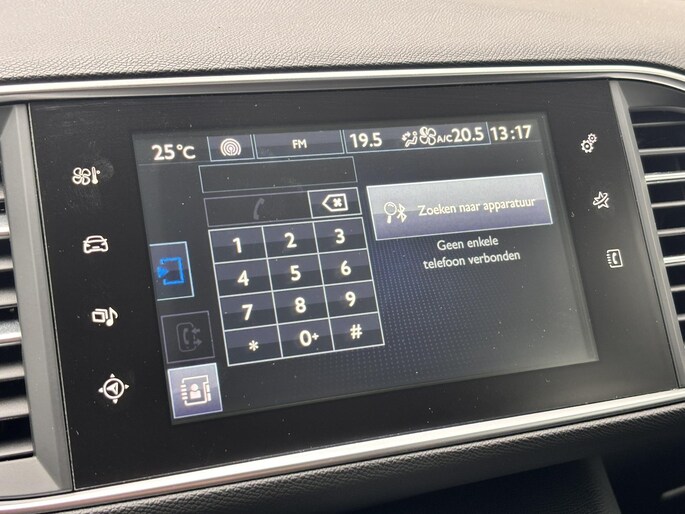 25°C FM 19.5 A/C 20.5 13:17
Zoeken naar apparatuur
Geen enkele
telefoon verbonden
1 2 3
4 5 6
7 8 9
* 0+ #